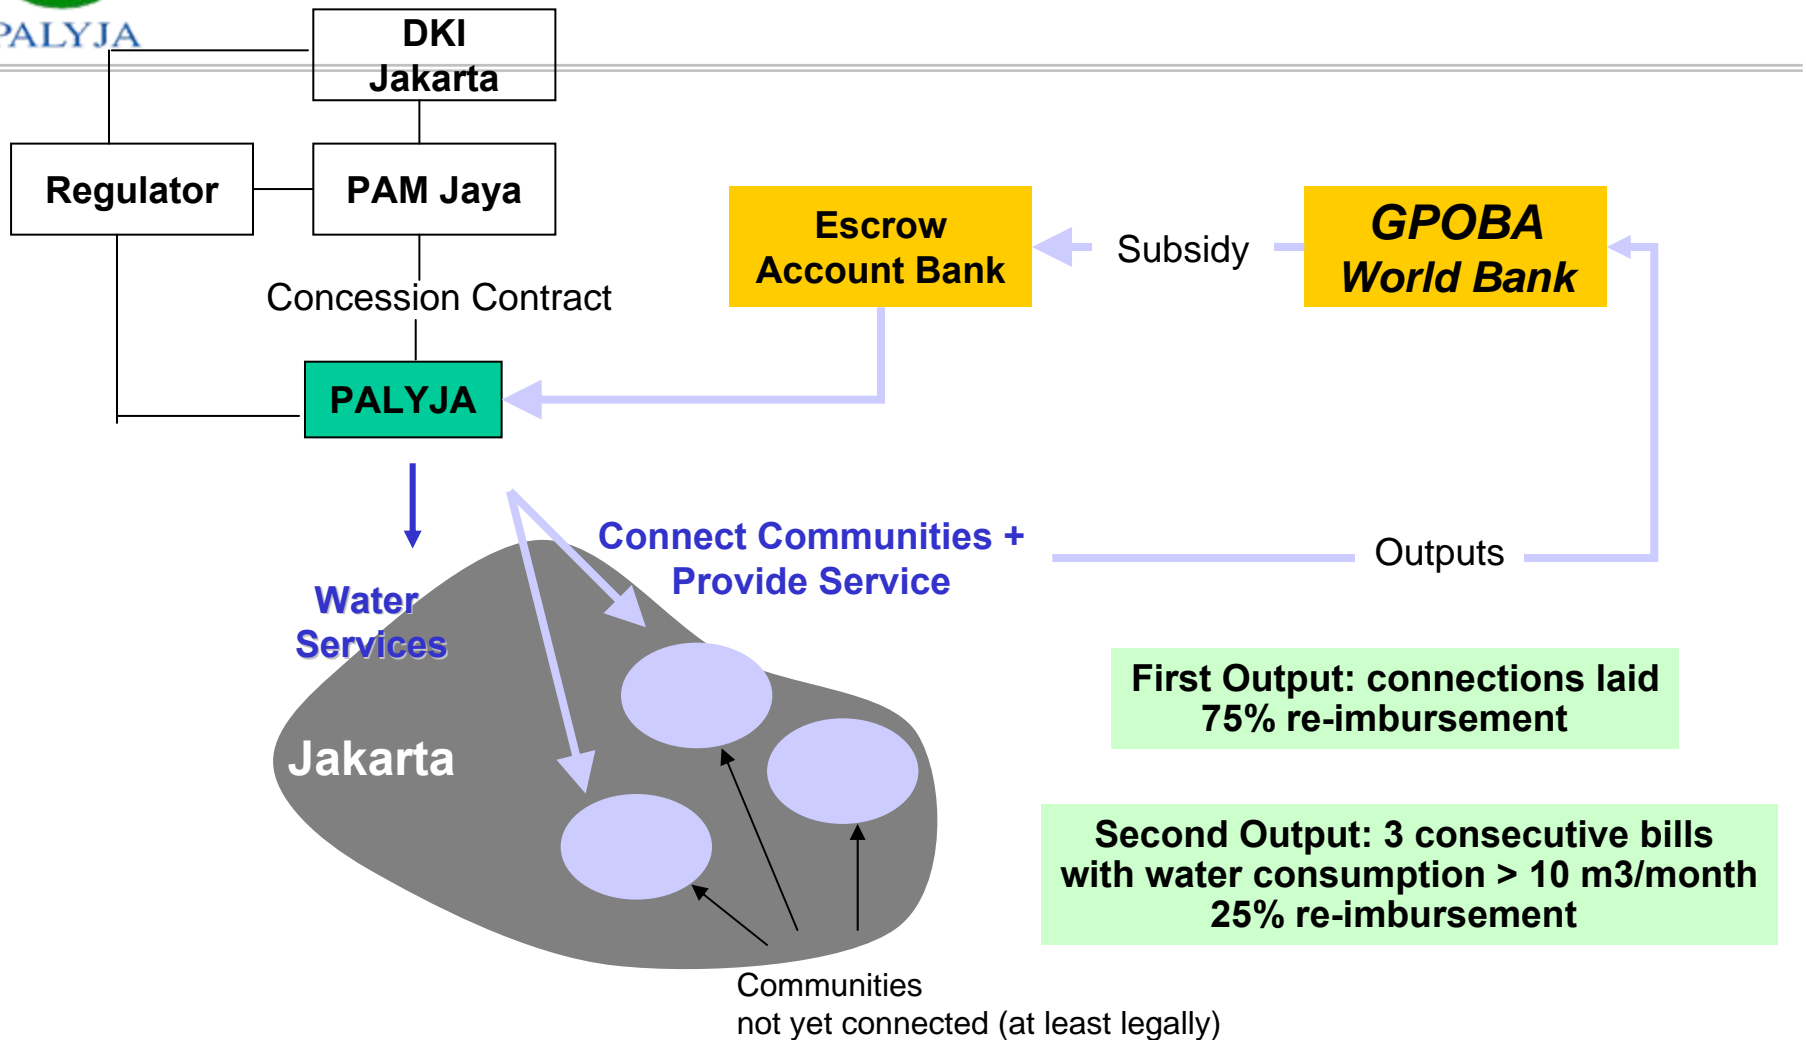 PALYJA
DKI
Jakarta
Regulator
PAM Jaya
Concession Contract
PALYJA
Escrow
Account Bank
Subsidy
GPOBA
World Bank
Connect Communities +
Provide Service
Outputs
Water
Services
Jakarta
First Output: connections laid
75% re-imbursement
Second Output: 3 consecutive bills
with water consumption > 10 m3/month
25% re-imbursement
Communities
not yet connected (at least legally)